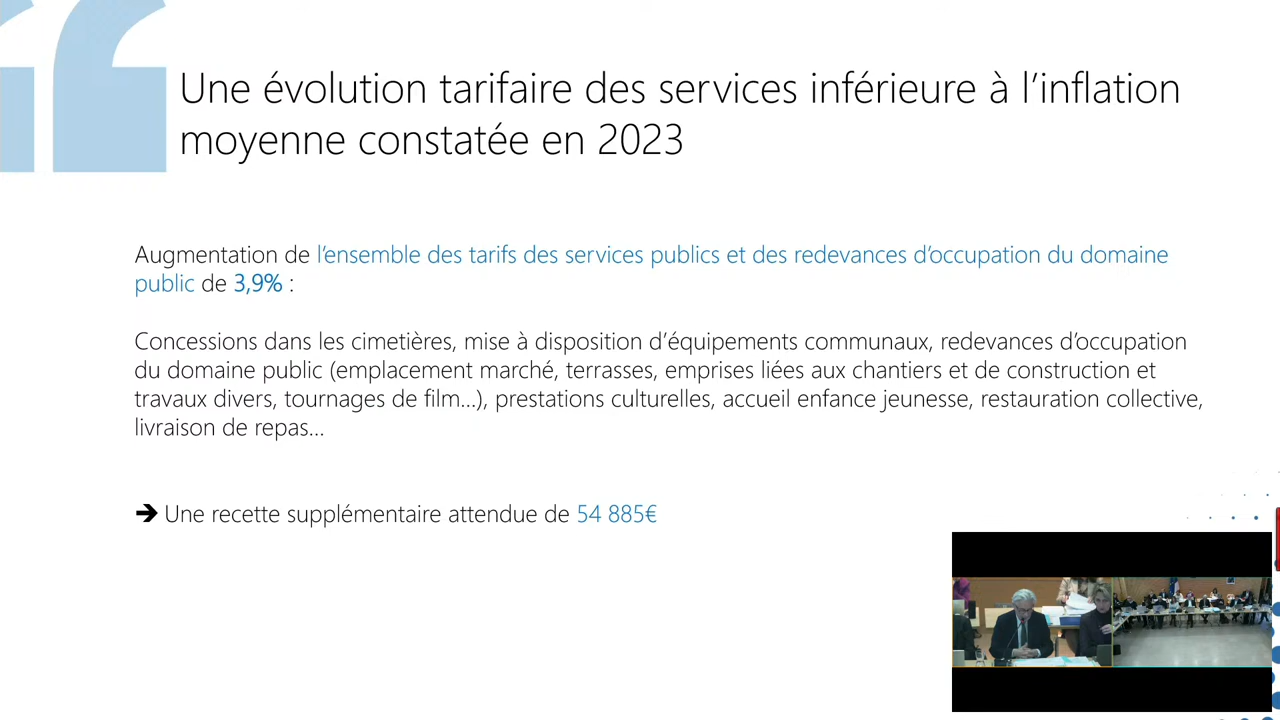 Une évolution tarifaire des services inférieure à l’inflation
moyenne constatée en 2023
Augmentation de l’ensemble des tarifs des services publics et des redevances d’occupation du domaine
public de 3,9% :
Concessions dans les cimetières, mise à disposition d’équipements communaux, redevances d’occupation
du domaine public (emplacement marché, terrasses, emprises liées aux chantiers et de construction et
travaux divers, tournages de film…), prestations culturelles, accueil enfance jeunesse, restauration collective,
livraison de repas…
➔ Une recette supplémentaire attendue de 54 885€